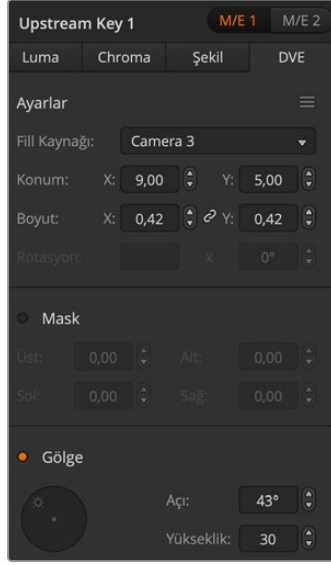 Upstream Key 1 M/E 1 M/E 2
Luma Chroma Şekil DVE
Ayarlar
Fill Kaynağı: Camera 3
Konum: X: 9,00 Y: 5,00
Boyut: X: 0,42 Y: 0,42
Rotasyon: x 0°
Mask
Üst: 0,00 Alt: 0,00
Sol: 0,00 Sağ: 0,00
Gölge
Açı: 43°
Yükseklik: 30